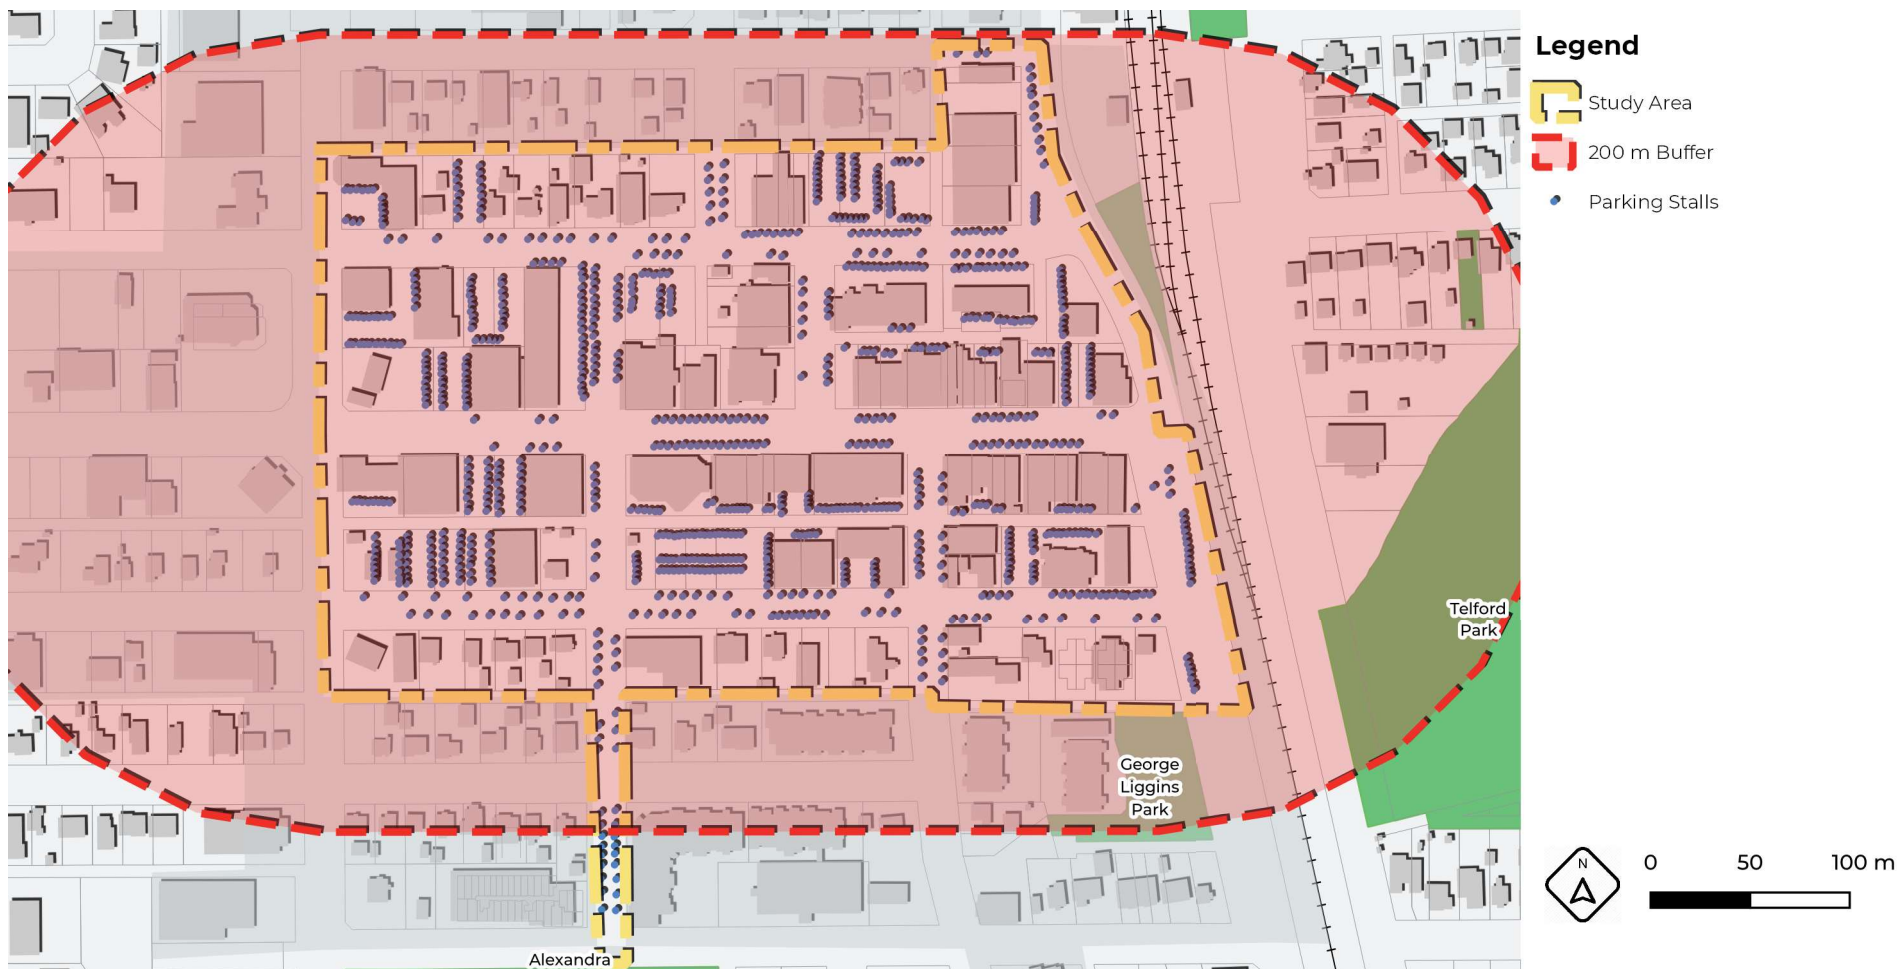 Legend
Study Area
200 m Buffer
Parking Stalls
Telford
Park
George
Liggins
Park
N
0 50 100 m
Alexandra